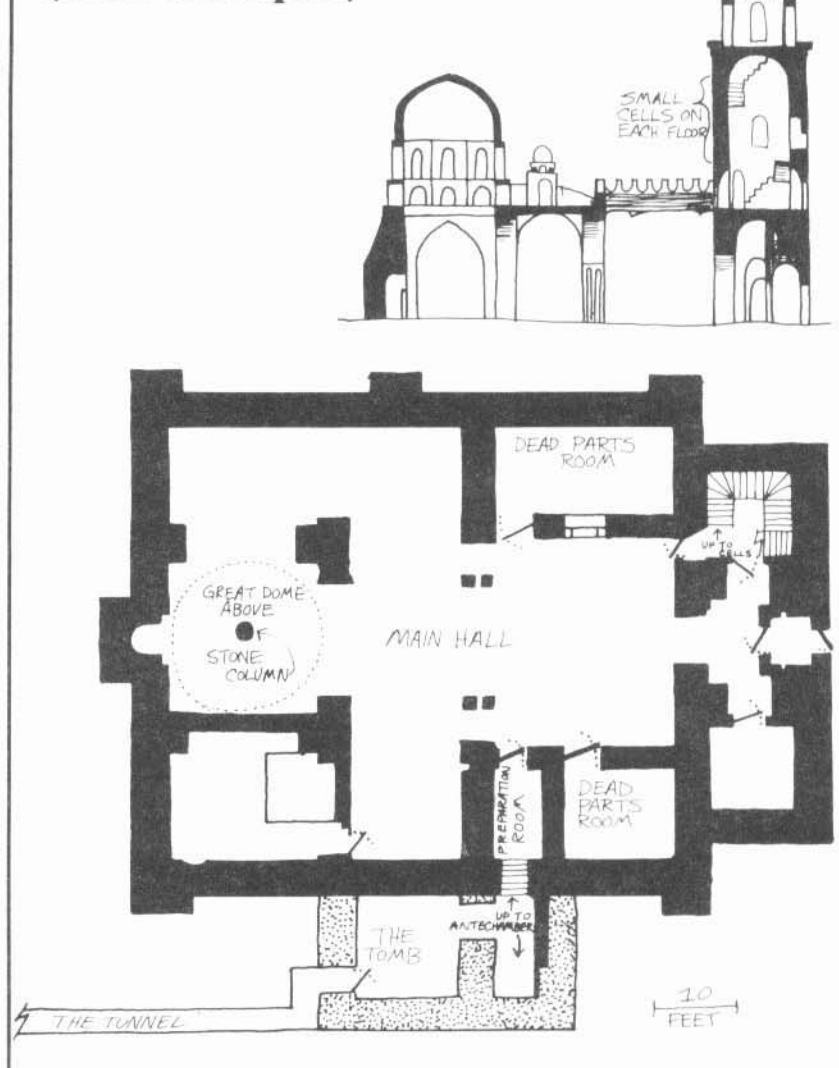 SMALL
CELLS ON
EACH FLOOR
DEAD PARTS
ROOM
UP TO
CELLS
GREAT DOME
ABOVE
STONE
COLUMN
MAIN HALL
PREPARATION
ROOM
DEAD
PARTS
ROOM
UP TO
ANTECHAMBER
THE
TOMB
THE TUNNEL
10
FEET